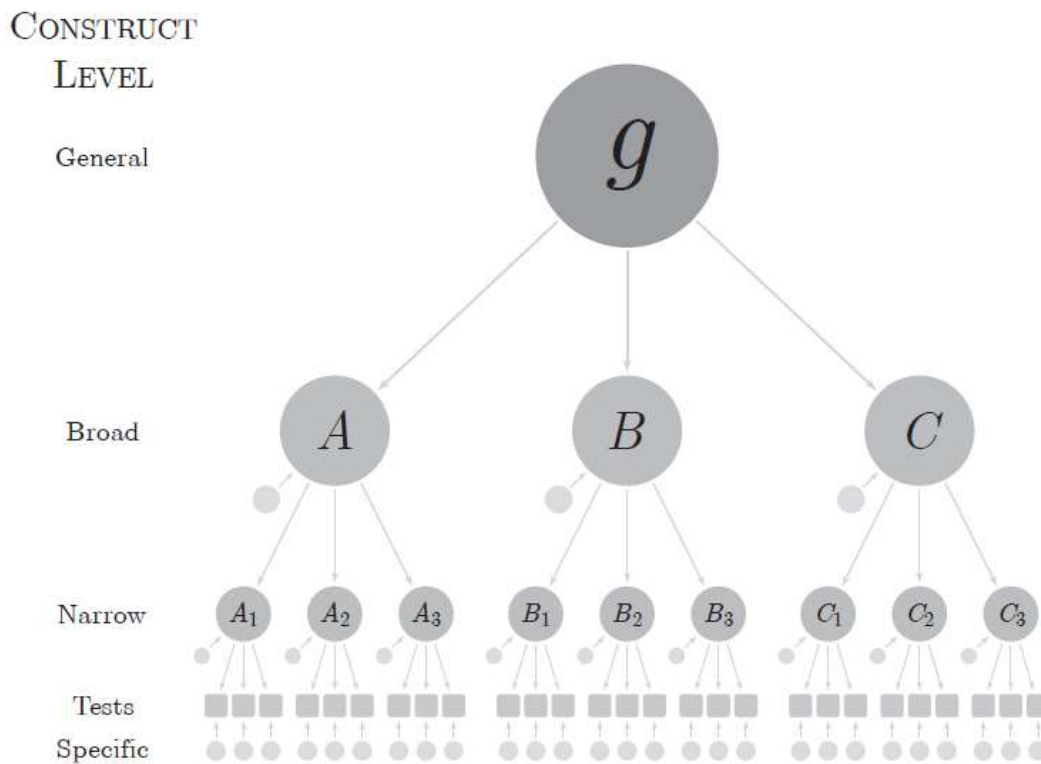 CONSTRUCT
LEVEL
General
g
Broad
A B C
Narrow
A₁ A₂ A₃ B₁ B₂ B₃ C₁ C₂ C₃
Tests
Specific